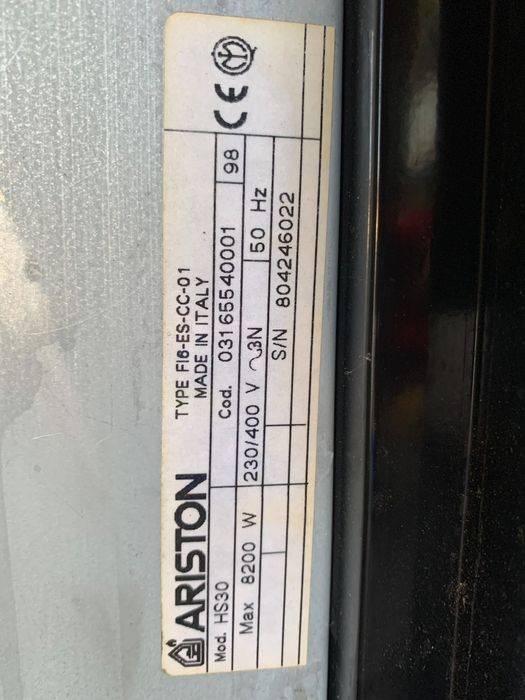 ARISTON
TYPE FI6-ES-CC-01
MADE IN ITALY
Mod. HS30
Cod. 03165540001
98
Max 8200 W
230/400 V ~3N
50 Hz
S/N 804246022
CE